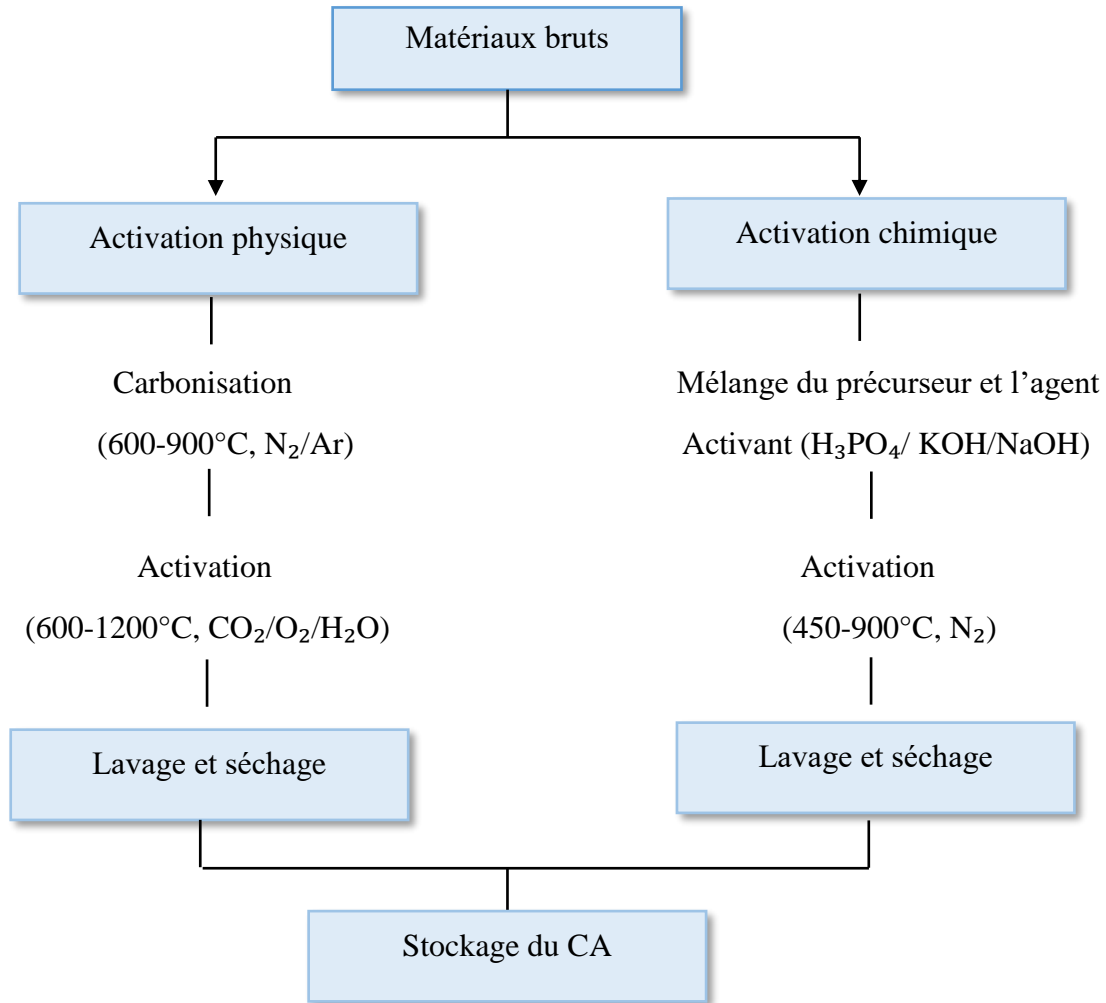 Matériaux bruts
Activation physique
Activation chimique
Carbonisation
(600-900°C, N₂/Ar)
Mélange du précurseur et l’agent
Activant (H₃PO₄/ KOH/NaOH)
Activation
(600-1200°C, CO₂/O₂/H₂O)
Activation
(450-900°C, N₂)
Lavage et séchage
Lavage et séchage
Stockage du CA